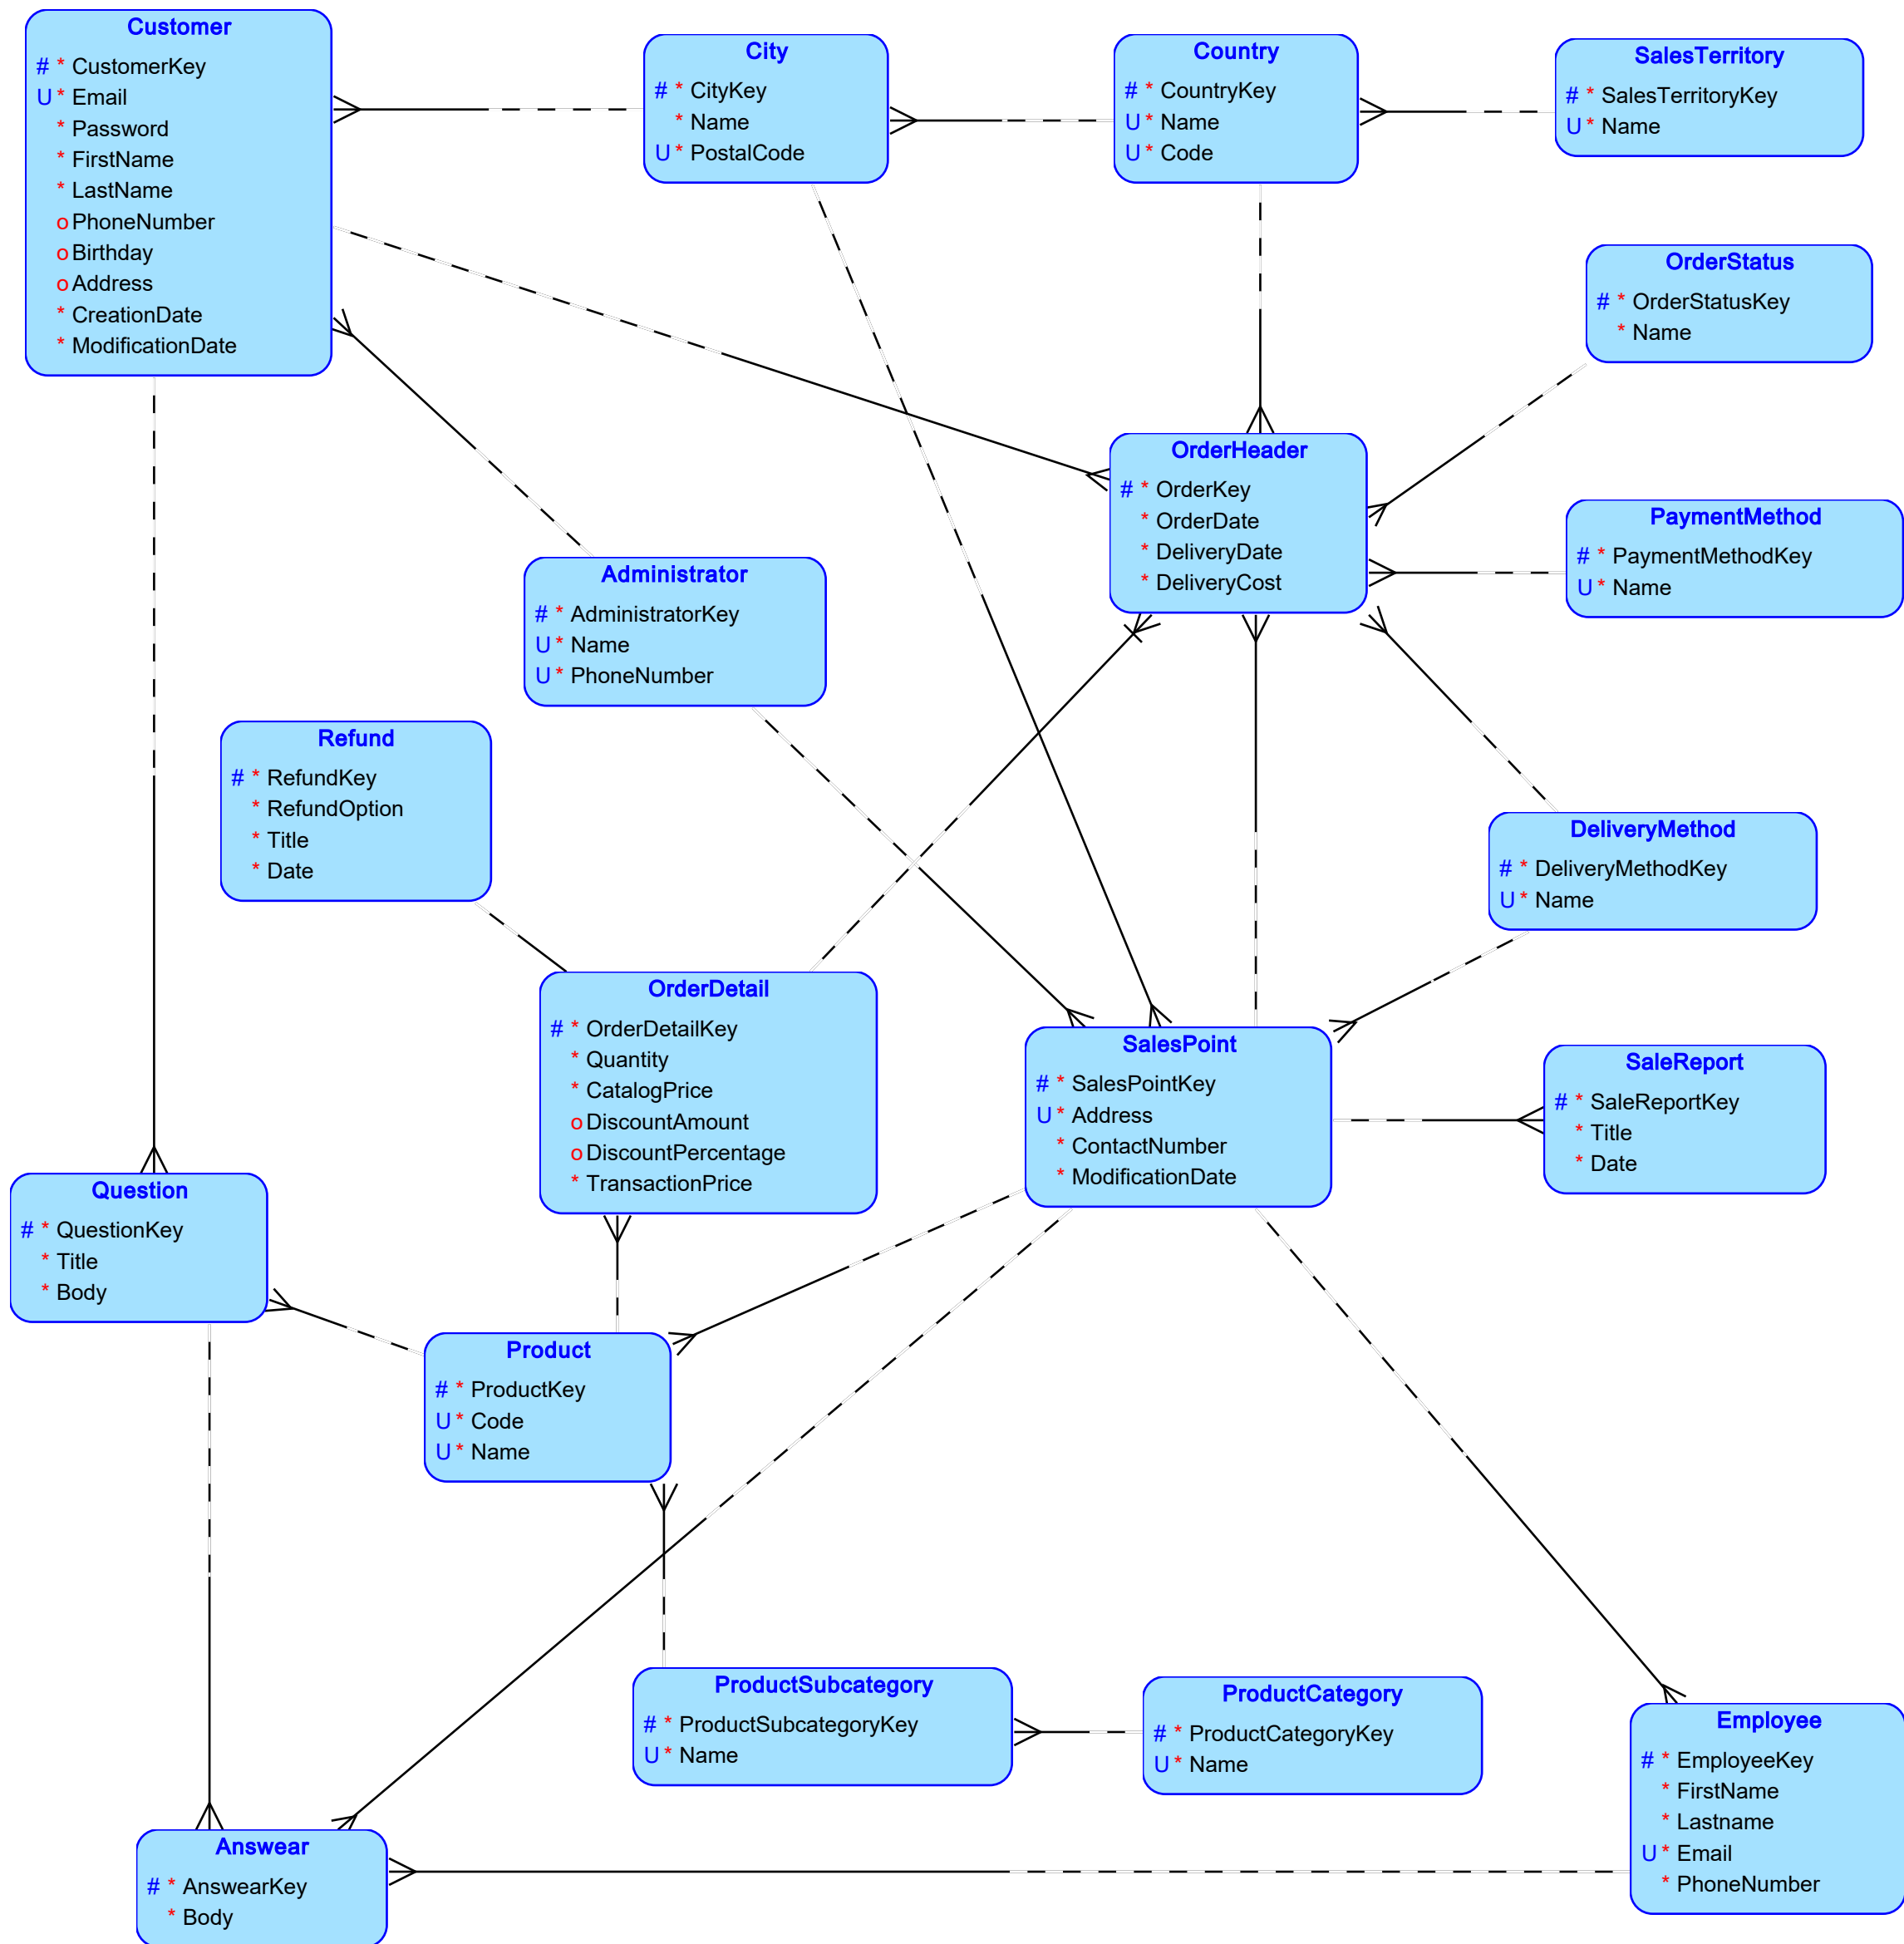 Customer
# * CustomerKey
U * Email
* Password
* FirstName
* LastName
o PhoneNumber
o Birthday
o Address
* CreationDate
* ModificationDate
City
# * CityKey
* Name
U * PostalCode
Country
# * CountryKey
U * Name
U * Code
SalesTerritory
# * SalesTerritoryKey
U * Name
OrderStatus
# * OrderStatusKey
* Name
OrderHeader
# * OrderKey
* OrderDate
* DeliveryDate
* DeliveryCost
PaymentMethod
# * PaymentMethodKey
U * Name
Administrator
# * AdministratorKey
U * Name
U * PhoneNumber
Refund
# * RefundKey
* RefundOption
* Title
* Date
DeliveryMethod
# * DeliveryMethodKey
U * Name
OrderDetail
# * OrderDetailKey
* Quantity
* CatalogPrice
o DiscountAmount
o DiscountPercentage
* TransactionPrice
SalesPoint
# * SalesPointKey
U * Address
* ContactNumber
* ModificationDate
SaleReport
# * SaleReportKey
* Title
* Date
Question
# * QuestionKey
* Title
* Body
Product
# * ProductKey
U * Code
U * Name
ProductSubcategory
# * ProductSubcategoryKey
U * Name
ProductCategory
# * ProductCategoryKey
U * Name
Employee
# * EmployeeKey
* FirstName
* Lastname
U * Email
* PhoneNumber
Answear
# * AnswearKey
* Body